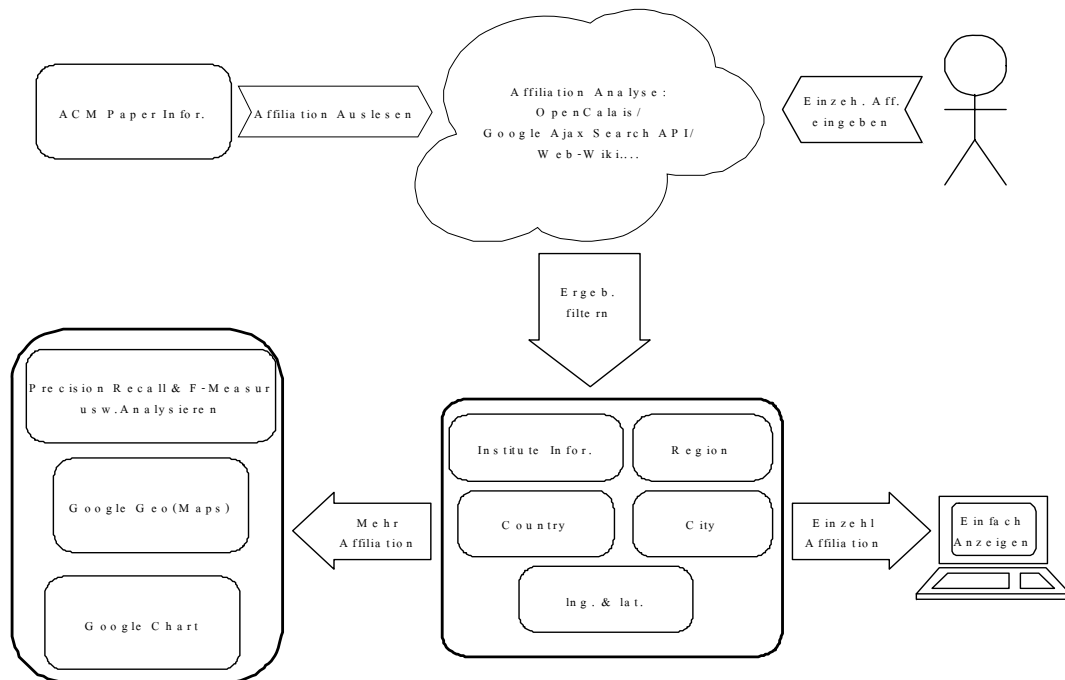 ACM Paper Infor.
Affiliation Auslesen
Affiliation Analyse:
OpenCalais/
Google Ajax Search API/
Web-Wiki....
Einzeh. Aff.
eingeben
Ergeb.
filtern
Precision Recall & F-Measur
usw.Analysieren
Google Geo(Maps)
Google Chart
Mehr
Affiliation
Institute Infor.
Region
Country
City
lng. & lat.
Einzehl
Affiliation
Einfach
Anzeigen